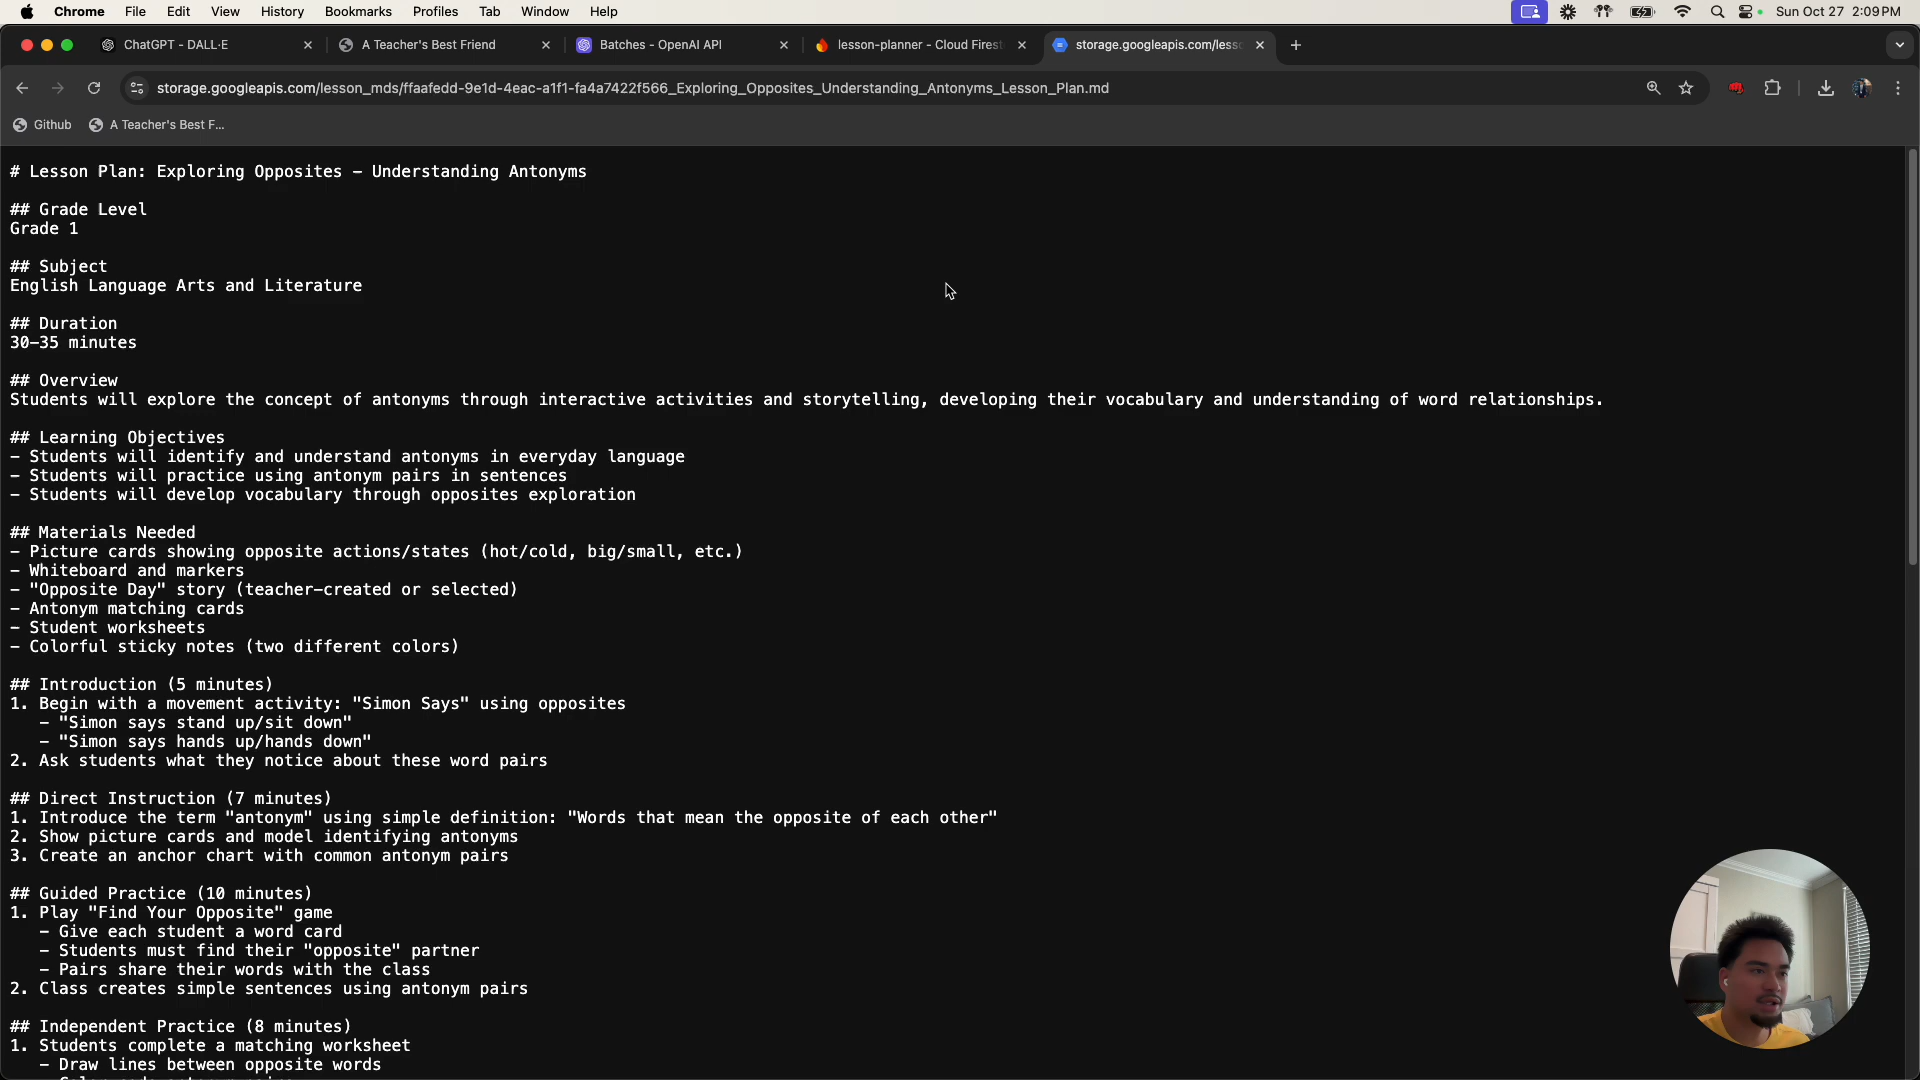 Chrome File Edit View History Bookmarks Profiles Tab Window Help Sun Oct 27 2:09 PM
ChatGPT - DALL·E A Teacher's Best Friend Batches - OpenAI API lesson-planner - Cloud Firest storage.googleapis.com/less
storage.googleapis.com/lesson_mds/ffaafedd-9e1d-4eac-a1f1-fa4a7422f566_Exploring_Opposites_Understanding_Antonyms_Lesson_Plan.md
Github A Teacher's Best F...
# Lesson Plan: Exploring Opposites - Understanding Antonyms
## Grade Level
Grade 1
## Subject
English Language Arts and Literature
## Duration
30-35 minutes
## Overview
Students will explore the concept of antonyms through interactive activities and storytelling, developing their vocabulary and understanding of word relationships.
## Learning Objectives
- Students will identify and understand antonyms in everyday language
- Students will practice using antonym pairs in sentences
- Students will develop vocabulary through opposites exploration
## Materials Needed
- Picture cards showing opposite actions/states (hot/cold, big/small, etc.)
- Whiteboard and markers
- "Opposite Day" story (teacher-created or selected)
- Antonym matching cards
- Student worksheets
- Colorful sticky notes (two different colors)
## Introduction (5 minutes)
1. Begin with a movement activity: "Simon Says" using opposites
- "Simon says stand up/sit down"
- "Simon says hands up/hands down"
2. Ask students what they notice about these word pairs
## Direct Instruction (7 minutes)
1. Introduce the term "antonym" using simple definition: "Words that mean the opposite of each other"
2. Show picture cards and model identifying antonyms
3. Create an anchor chart with common antonym pairs
## Guided Practice (10 minutes)
1. Play "Find Your Opposite" game
- Give each student a word card
- Students must find their "opposite" partner
- Pairs share their words with the class
2. Class creates simple sentences using antonym pairs
## Independent Practice (8 minutes)
1. Students complete a matching worksheet
- Draw lines between opposite words